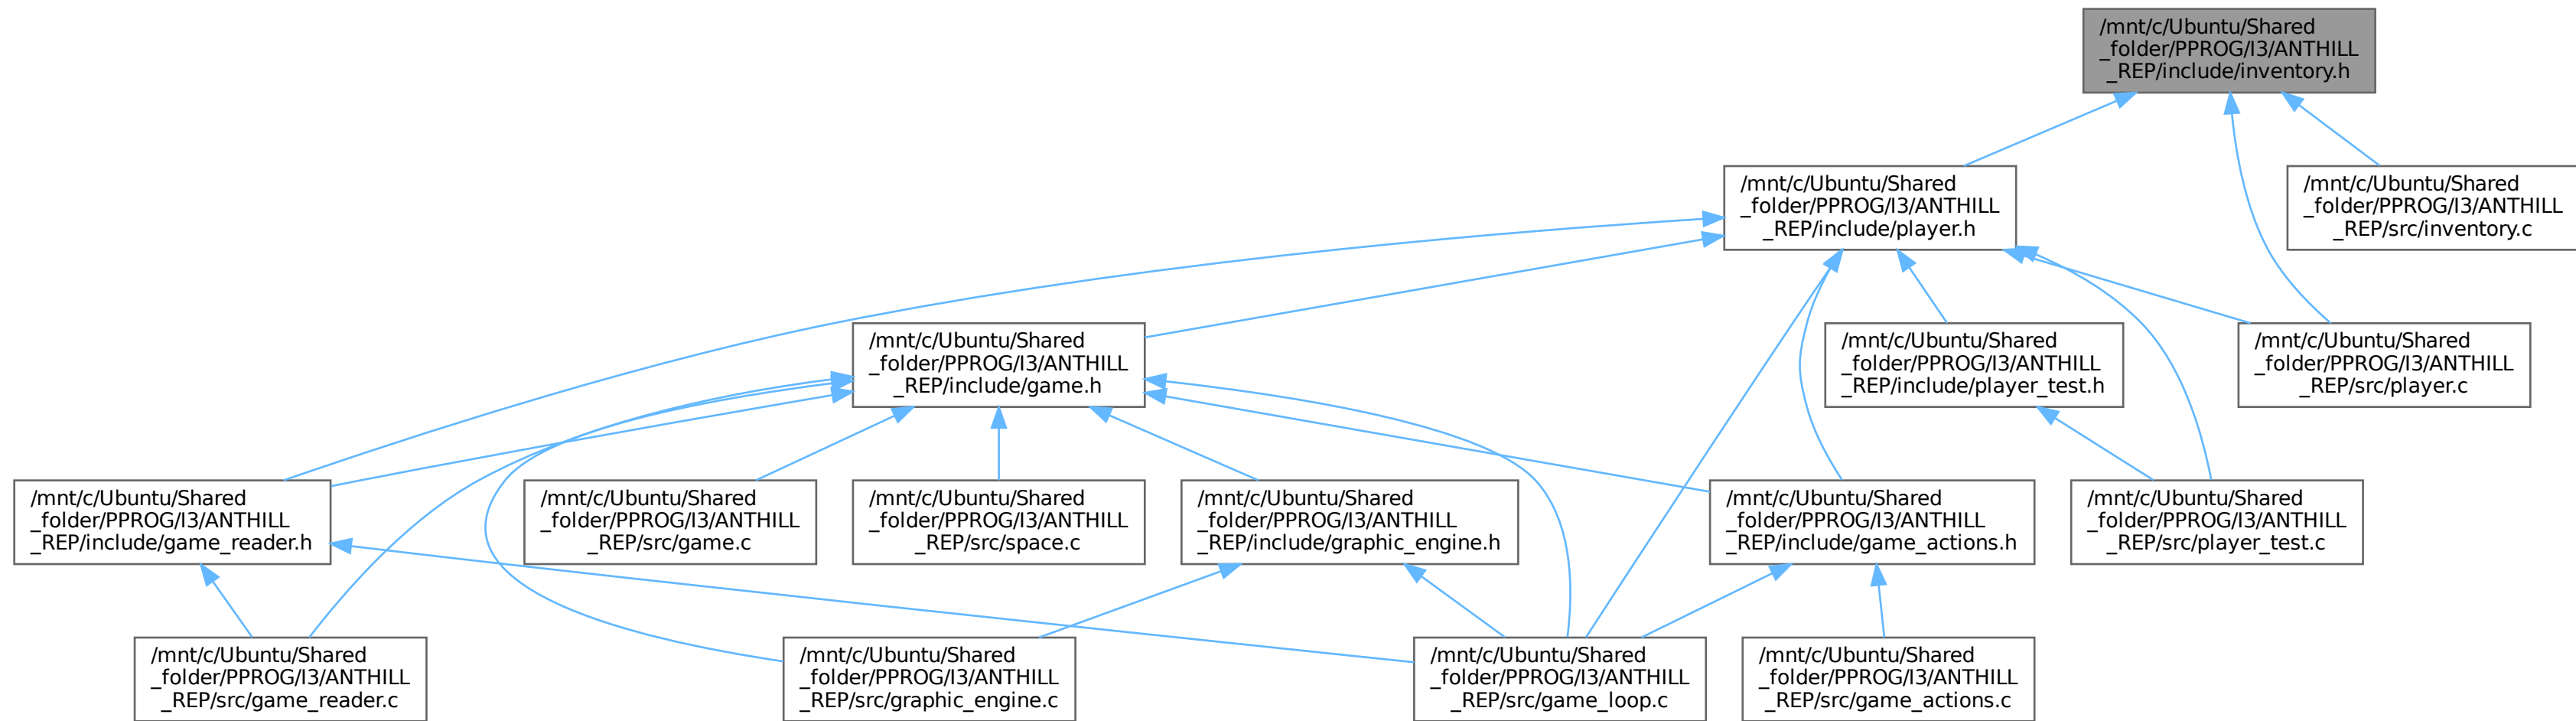 /mnt/c/Ubuntu/Shared
_folder/PPROG/I3/ANTHILL
_REP/include/inventory.h
/mnt/c/Ubuntu/Shared
_folder/PPROG/I3/ANTHILL
_REP/include/player.h
/mnt/c/Ubuntu/Shared
_folder/PPROG/I3/ANTHILL
_REP/src/inventory.c
/mnt/c/Ubuntu/Shared
_folder/PPROG/I3/ANTHILL
_REP/include/game.h
/mnt/c/Ubuntu/Shared
_folder/PPROG/I3/ANTHILL
_REP/include/player_test.h
/mnt/c/Ubuntu/Shared
_folder/PPROG/I3/ANTHILL
_REP/src/player.c
/mnt/c/Ubuntu/Shared
_folder/PPROG/I3/ANTHILL
_REP/include/game_reader.h
/mnt/c/Ubuntu/Shared
_folder/PPROG/I3/ANTHILL
_REP/src/game.c
/mnt/c/Ubuntu/Shared
_folder/PPROG/I3/ANTHILL
_REP/src/space.c
/mnt/c/Ubuntu/Shared
_folder/PPROG/I3/ANTHILL
_REP/include/graphic_engine.h
/mnt/c/Ubuntu/Shared
_folder/PPROG/I3/ANTHILL
_REP/include/game_actions.h
/mnt/c/Ubuntu/Shared
_folder/PPROG/I3/ANTHILL
_REP/src/player_test.c
/mnt/c/Ubuntu/Shared
_folder/PPROG/I3/ANTHILL
_REP/src/game_reader.c
/mnt/c/Ubuntu/Shared
_folder/PPROG/I3/ANTHILL
_REP/src/graphic_engine.c
/mnt/c/Ubuntu/Shared
_folder/PPROG/I3/ANTHILL
_REP/src/game_loop.c
/mnt/c/Ubuntu/Shared
_folder/PPROG/I3/ANTHILL
_REP/src/game_actions.c